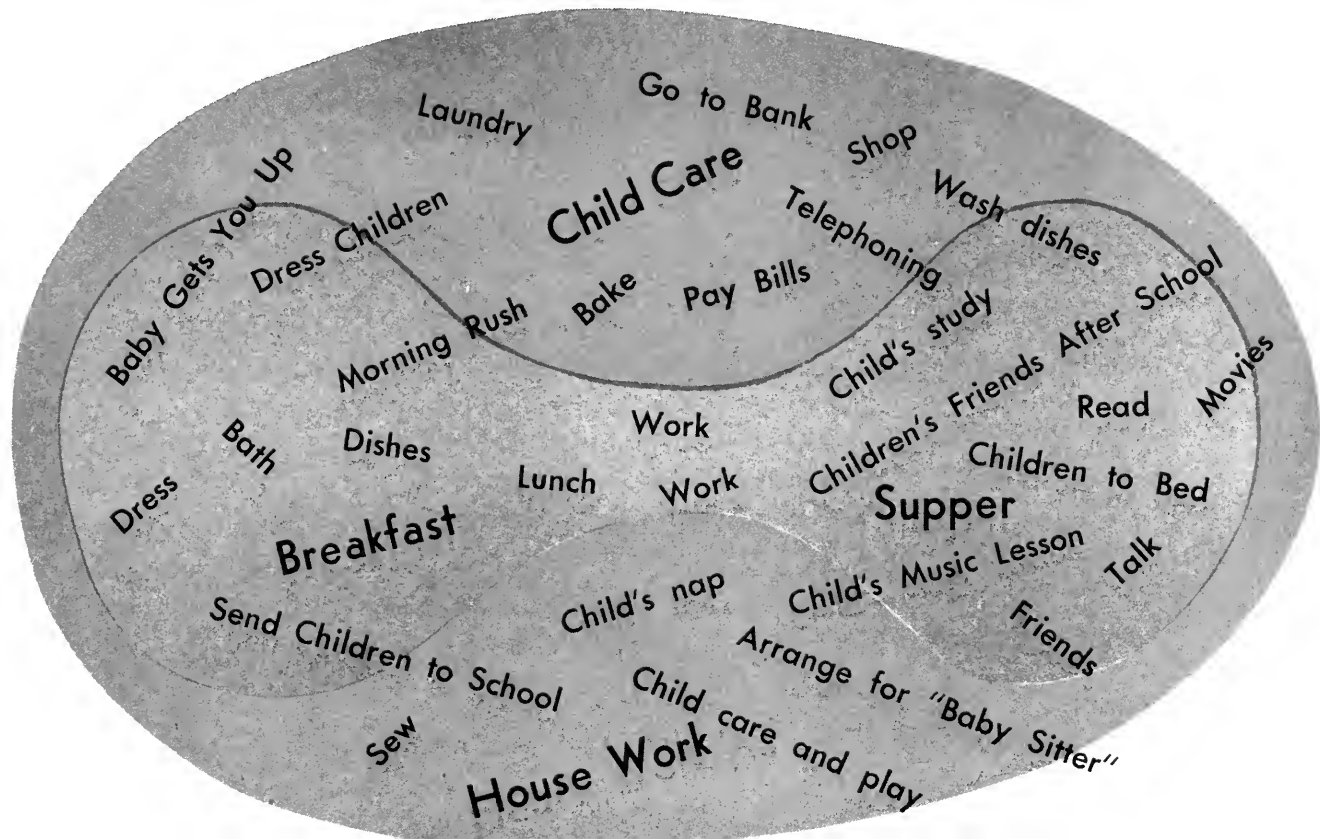 Go to Bank
Laundry
Shop
Child Care
Baby Gets You Up
Wash dishes
Dress Children
Telephoning
Bake
Pay Bills
Morning Rush
Child's study
Children's Friends After School
Movies
Read
Work
Bath
Dishes
Lunch
Work
Children to Bed
Dress
Supper
Breakfast
Child's Music Lesson
Talk
Child's nap
Send Children to School
Friends
Arrange for "Baby Sitter"
Child care and play
Sew
House Work